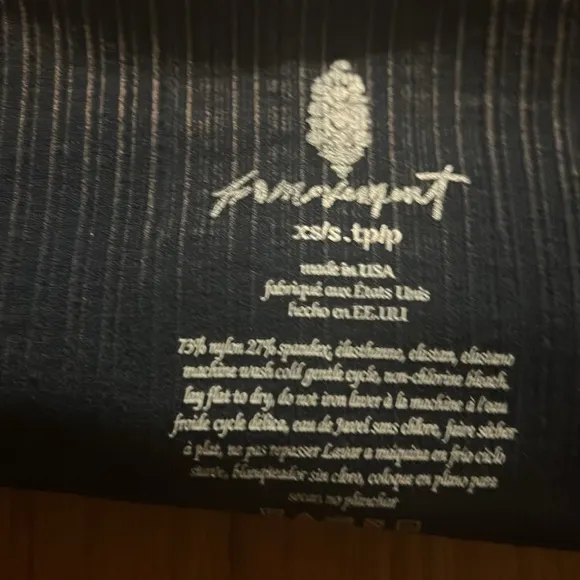 xs/s.tp/p
made in USA
fabriqué aux États Unis
hecho en EE.UU
73% nylon 27% spandex, élasthanne, elastan, elastano
machine wash cold gentle cycle, non-chlorine bleach,
lay flat to dry, do not iron laver à la machine à l'eau
froide cycle délica, eau de Javel sans chlore, faire sécher
à plat, ne pas repasser Lavar a maquina en frio ciclo
suave, blanqueador sin cloro, coloque en plano para
secar, no planchar